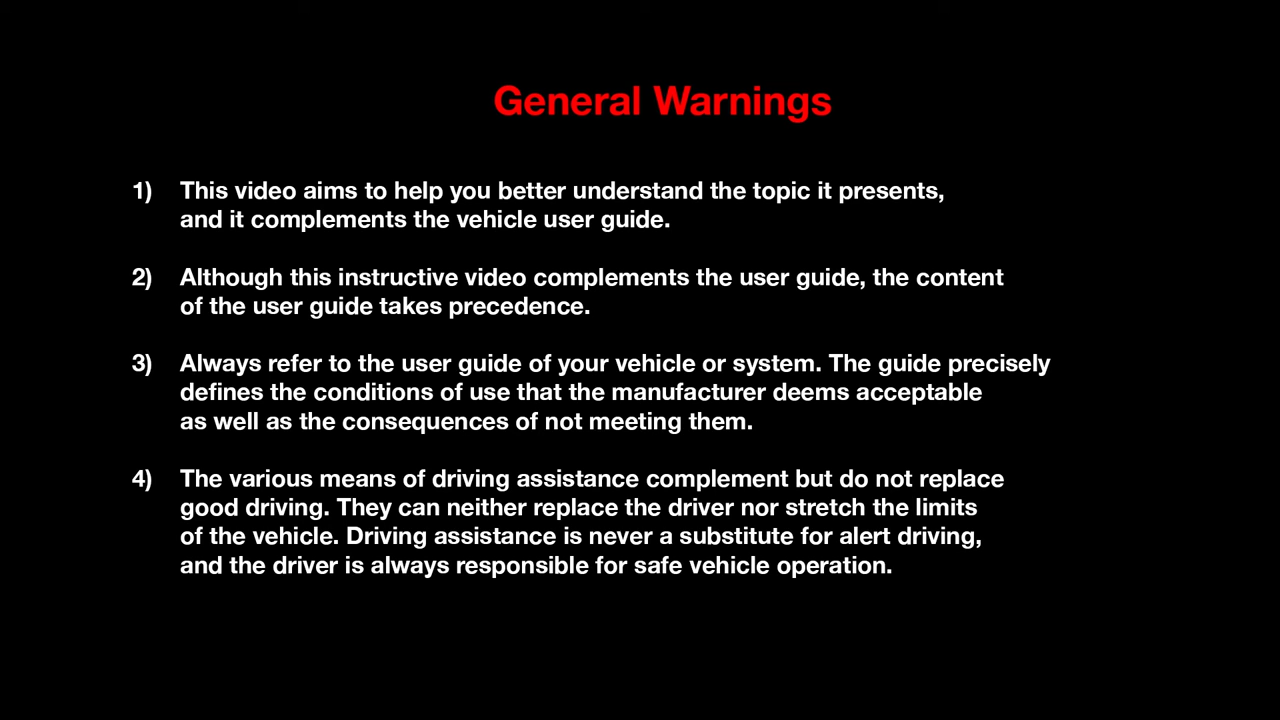 General Warnings
1) This video aims to help you better understand the topic it presents,
and it complements the vehicle user guide.
2) Although this instructive video complements the user guide, the content
of the user guide takes precedence.
3) Always refer to the user guide of your vehicle or system. The guide precisely
defines the conditions of use that the manufacturer deems acceptable
as well as the consequences of not meeting them.
4) The various means of driving assistance complement but do not replace
good driving. They can neither replace the driver nor stretch the limits
of the vehicle. Driving assistance is never a substitute for alert driving,
and the driver is always responsible for safe vehicle operation.